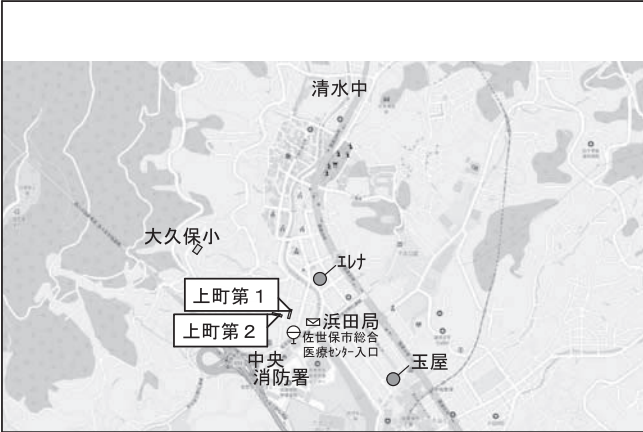 清水中
大久保小
ｴﾚﾅ
上町第１
上町第２
浜田局
佐世保市総合
医療ｾﾝﾀｰ入口
中央
消防署
玉屋